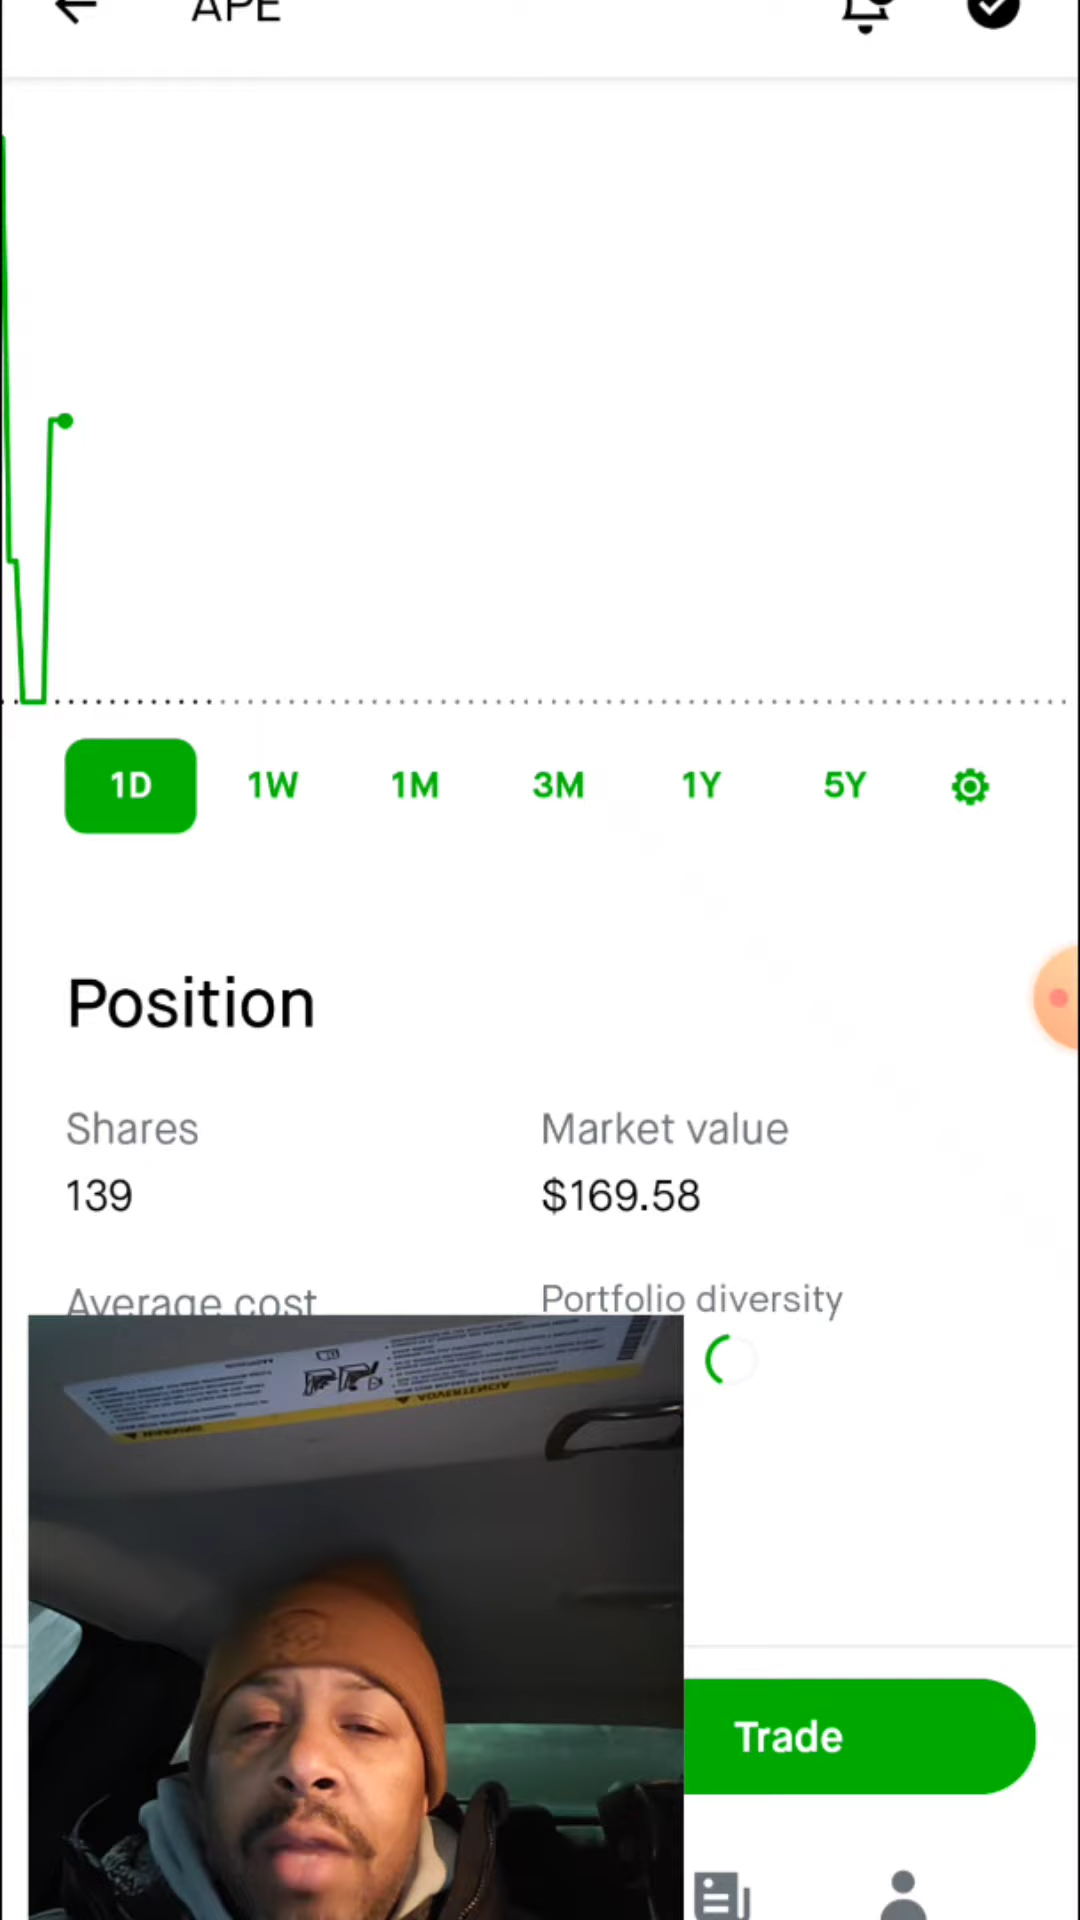 APE
1D 1W 1M 3M 1Y 5Y
Position
Shares Market value
139 $169.58
Average cost Portfolio diversity
Trade